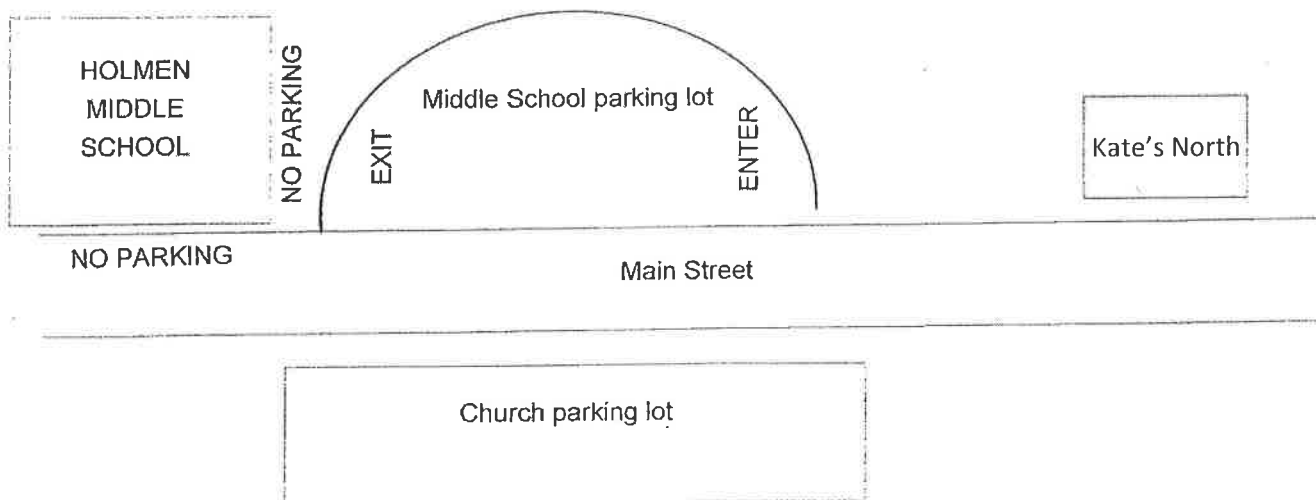 HOLMEN
MIDDLE
SCHOOL
NO PARKING
EXIT
Middle School parking lot
ENTER
Kate's North
NO PARKING
Main Street
Church parking lot